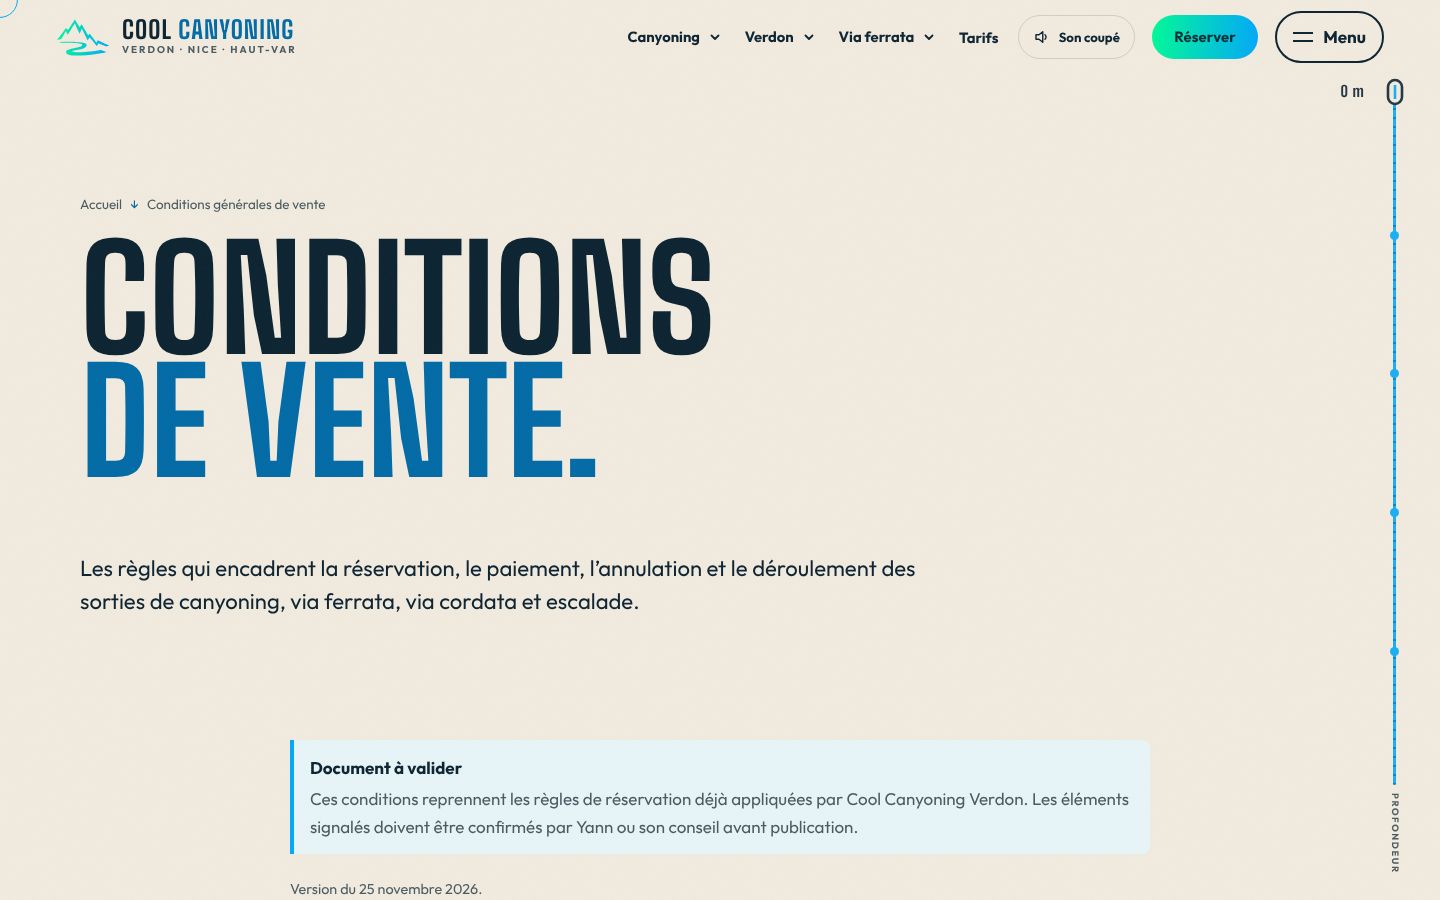 COOL CANYONING
VERDON · NICE · HAUT-VAR
Canyoning
Verdon
Via ferrata
Tarifs
Son coupé
Réserver
Menu
0 m
Accueil
Conditions générales de vente
CONDITIONS
DE VENTE.
Les règles qui encadrent la réservation, le paiement, l’annulation et le déroulement des
sorties de canyoning, via ferrata, via cordata et escalade.
Document à valider
Ces conditions reprennent les règles de réservation déjà appliquées par Cool Canyoning Verdon. Les éléments
signalés doivent être confirmés par Yann ou son conseil avant publication.
PROFONDEUR
Version du 25 novembre 2026.